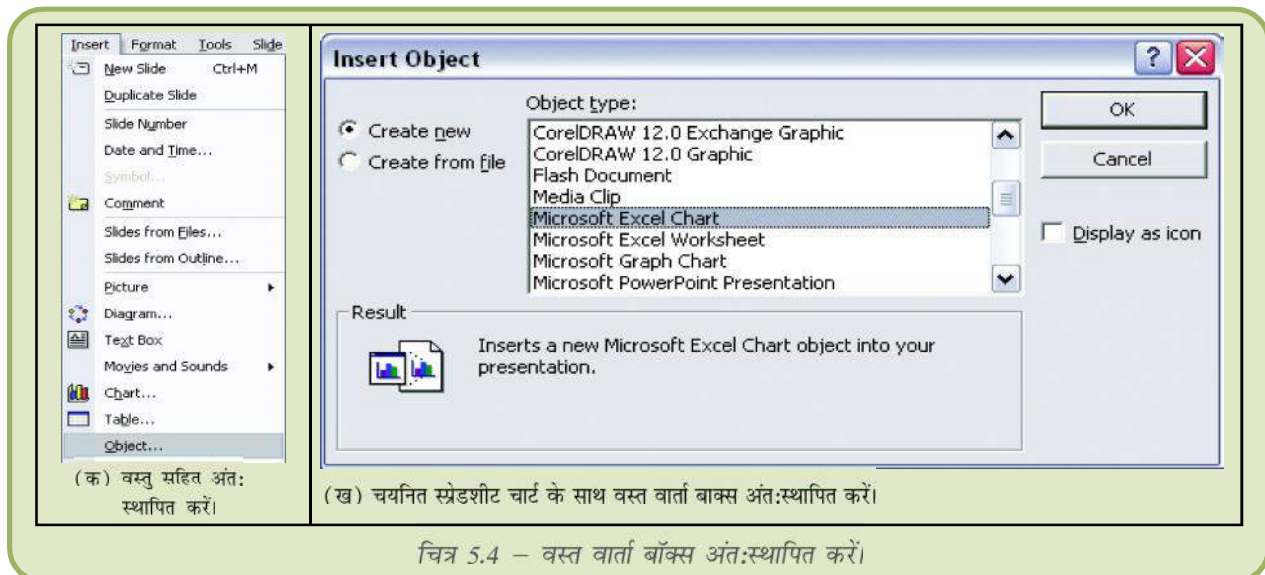 Insert Format Tools Slide
New Slide Ctrl+M
Duplicate Slide
Slide Number
Date and Time...
Symbol...
Comment
Slides from Files...
Slides from Outline...
Picture
Diagram...
Text Box
Movies and Sounds
Chart...
Table...
Object...
(क) वस्तु सहित अंत:
स्थापित करें।
Insert Object
Create new
Create from file
Object type:
CorelDRAW 12.0 Exchange Graphic
CorelDRAW 12.0 Graphic
Flash Document
Media Clip
Microsoft Excel Chart
Microsoft Excel Worksheet
Microsoft Graph Chart
Microsoft PowerPoint Presentation
OK
Cancel
Display as icon
Result
Inserts a new Microsoft Excel Chart object into your
presentation.
(ख) चयनित स्प्रेडशीट चार्ट के साथ वस्त वार्ता बाक्स अंत:स्थापित करें।
चित्र 5.4 – वस्त वार्ता बॉक्स अंत:स्थापित करें।